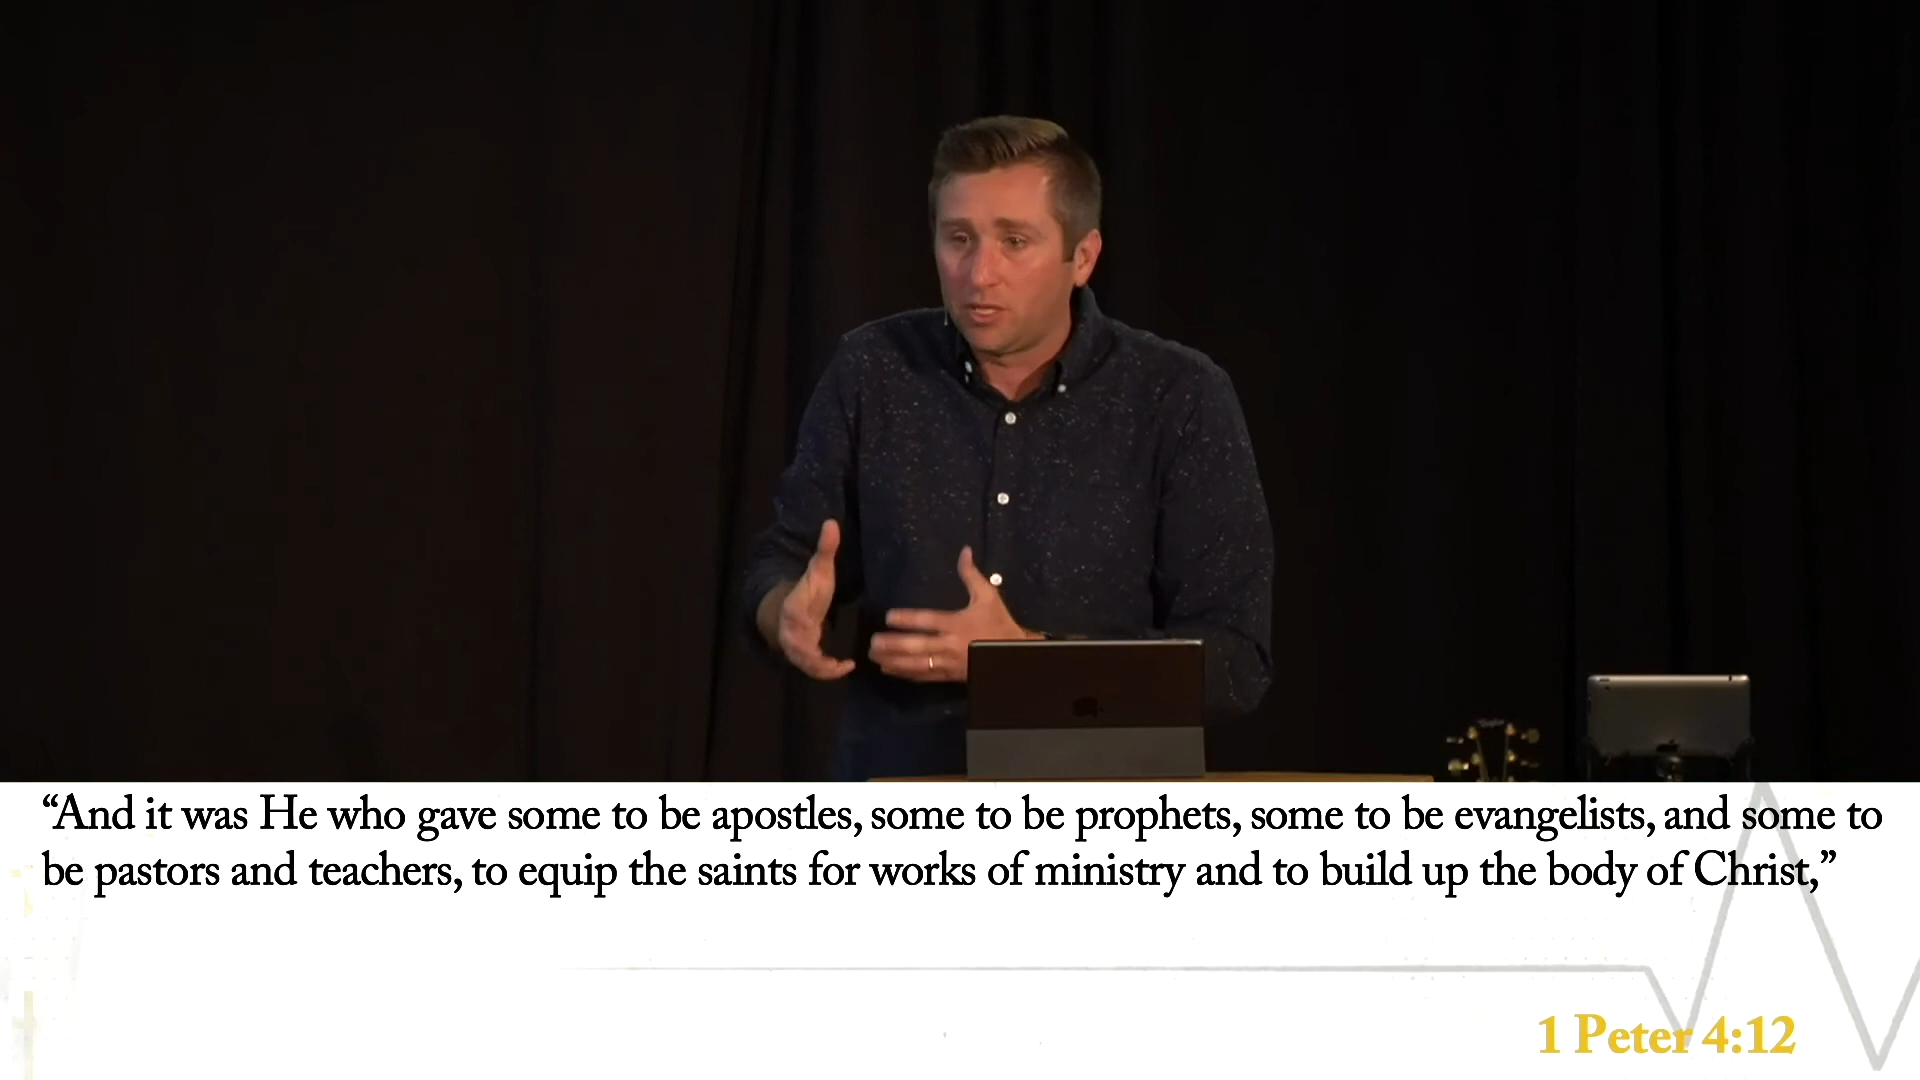 “And it was He who gave some to be apostles, some to be prophets, some to be evangelists, and some to
be pastors and teachers, to equip the saints for works of ministry and to build up the body of Christ,”
1 Peter 4:12